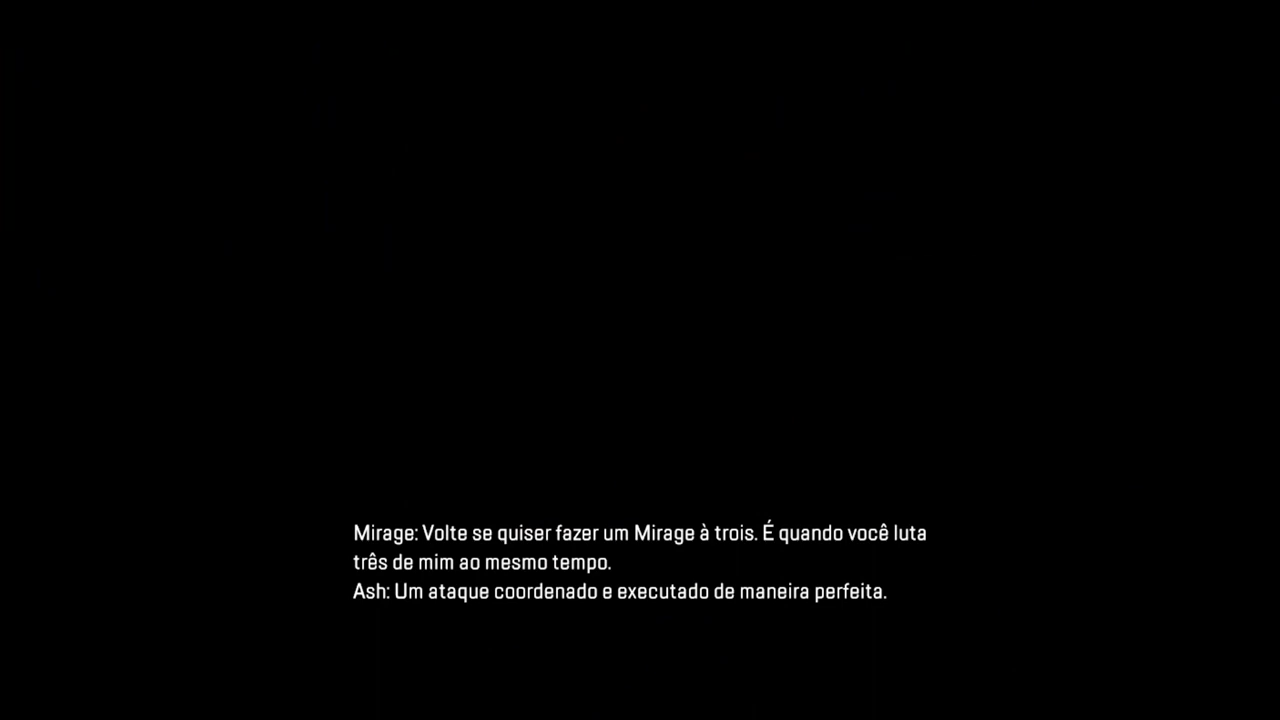 Mirage: Volte se quiser fazer um Mirage à trois. É quando você luta
três de mim ao mesmo tempo.
Ash: Um ataque coordenado e executado de maneira perfeita.